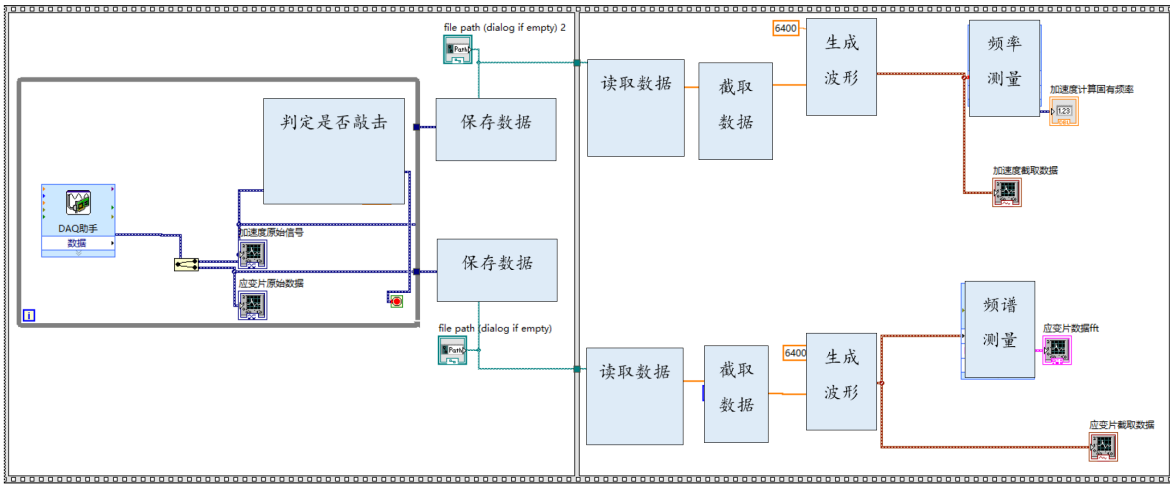 file path (dialog if empty) 2
Path
判定是否敲击
保存数据
DAQ助手
数据
加速度原始信号
应变片原始数据
i
保存数据
file path (dialog if empty)
Path
读取数据
截取
数据
6400
生成
波形
频率
测量
加速度计算固有频率
1.23
加速度截取数据
读取数据
截取
数据
6400
生成
波形
频谱
测量
应变片数据fft
应变片截取数据